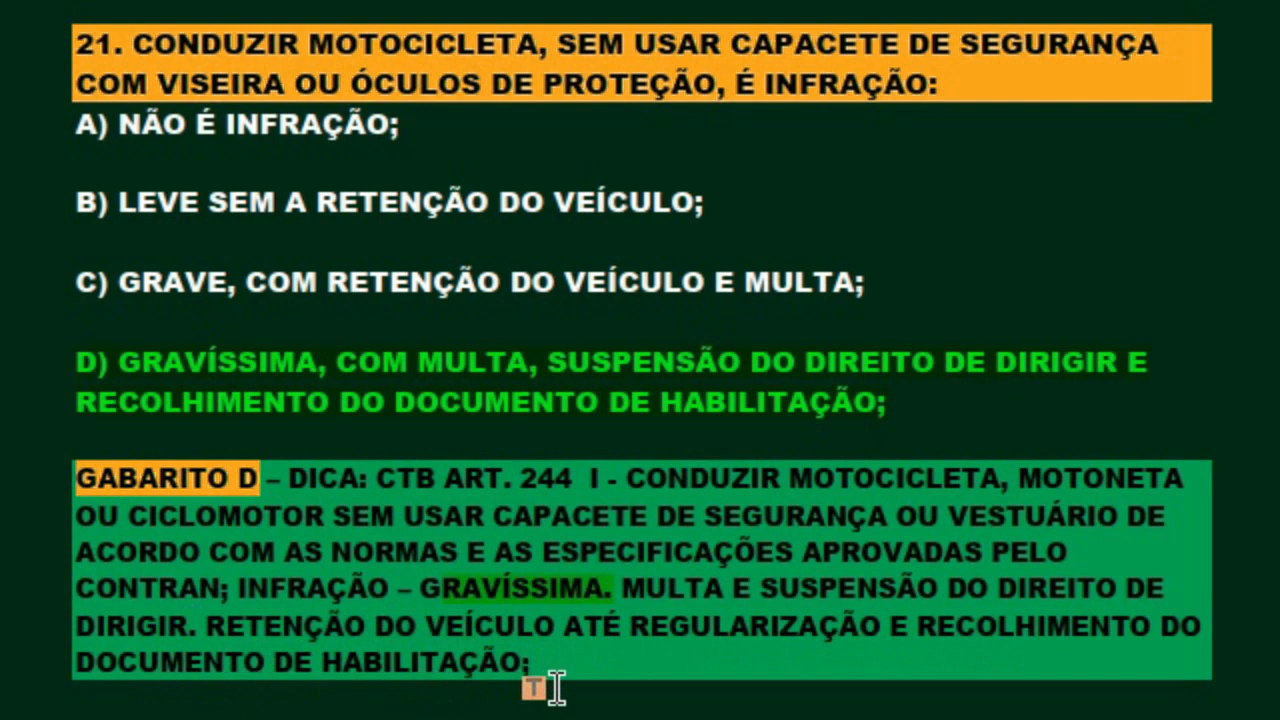 21. CONDUZIR MOTOCICLETA, SEM USAR CAPACETE DE SEGURANÇA
COM VISEIRA OU ÓCULOS DE PROTEÇÃO, É INFRAÇÃO:
A) NÃO É INFRAÇÃO;
B) LEVE SEM A RETENÇÃO DO VEÍCULO;
C) GRAVE, COM RETENÇÃO DO VEÍCULO E MULTA;
D) GRAVÍSSIMA, COM MULTA, SUSPENSÃO DO DIREITO DE DIRIGIR E
RECOLHIMENTO DO DOCUMENTO DE HABILITAÇÃO;
GABARITO D – DICA: CTB ART. 244 I - CONDUZIR MOTOCICLETA, MOTONETA
OU CICLOMOTOR SEM USAR CAPACETE DE SEGURANÇA OU VESTUÁRIO DE
ACORDO COM AS NORMAS E AS ESPECIFICAÇÕES APROVADAS PELO
CONTRAN; INFRAÇÃO – GRAVÍSSIMA. MULTA E SUSPENSÃO DO DIREITO DE
DIRIGIR. RETENÇÃO DO VEÍCULO ATÉ REGULARIZAÇÃO E RECOLHIMENTO DO
DOCUMENTO DE HABILITAÇÃO;
T